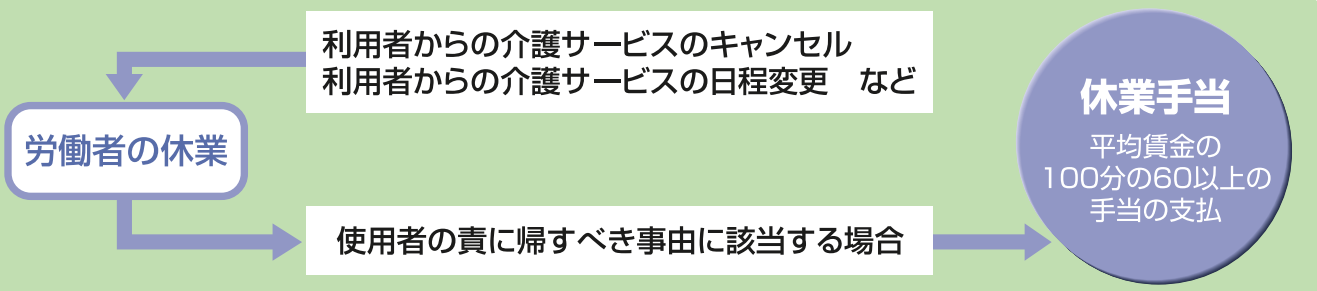 利用者からの介護サービスのキャンセル
利用者からの介護サービスの日程変更　など
労働者の休業
使用者の責に帰すべき事由に該当する場合
休業手当
平均賃金の
100分の60以上の
手当の支払